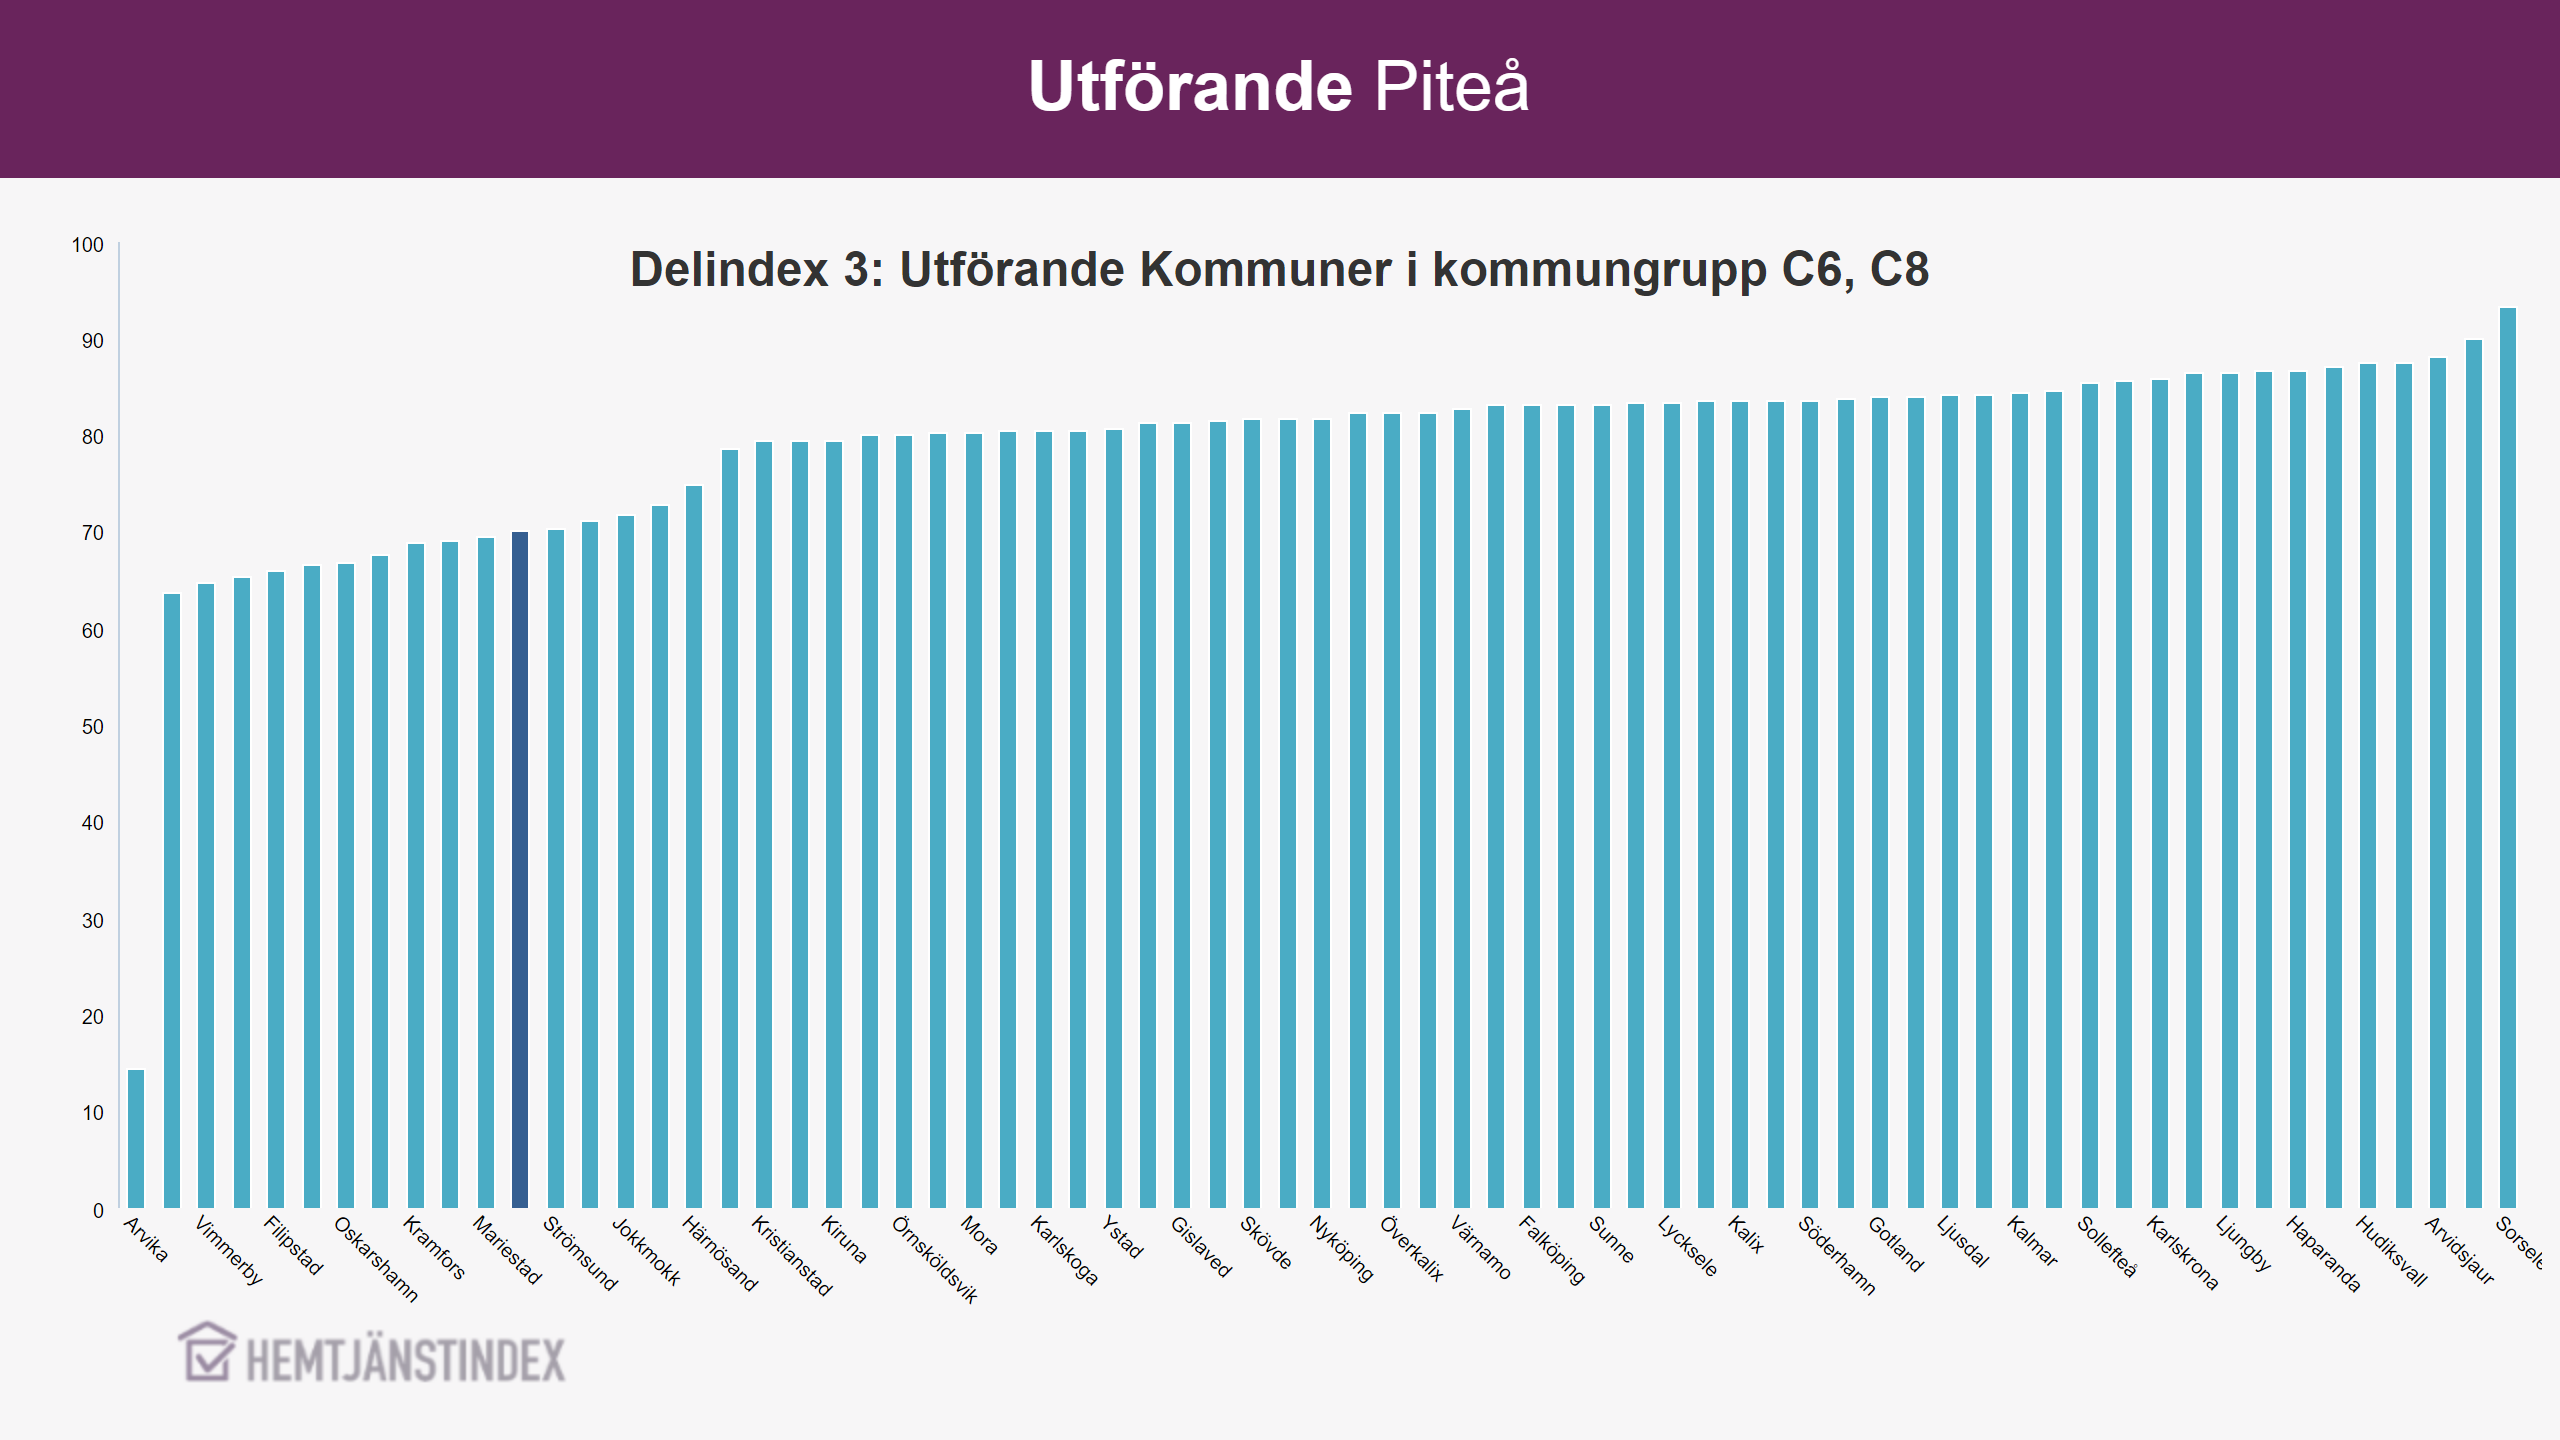 Utförande Piteå
Delindex 3: Utförande Kommuner i kommungrupp C6, C8
100
90
80
70
60
50
40
30
20
10
0
Arvika
Vimmerby
Filipstad
Oskarshamn
Kramfors
Mariestad
Strömsund
Jokkmokk
Härnösand
Kristianstad
Kiruna
Örnsköldsvik
Mora
Karlskoga
Ystad
Gislaved
Skövde
Nyköping
Överkalix
Värnamo
Falköping
Sunne
Lycksele
Kalix
Söderhamn
Gotland
Ljusdal
Kalmar
Sollefteå
Karlskrona
Ljungby
Haparanda
Hudiksvall
Arvidsjaur
Sorsele
HEMTJÄNSTINDEX